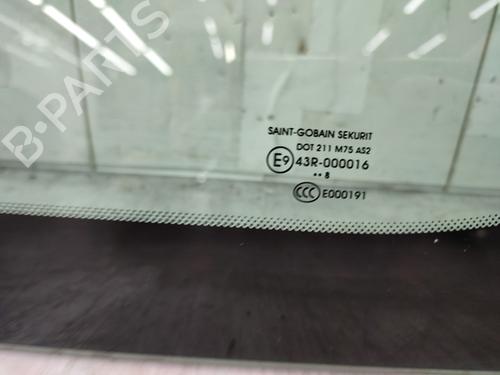 B-PARTS
SAINT-GOBAIN SEKURIT
DOT 211 M75 AS2
E9 43R-000016
•• 8
CCC E000191